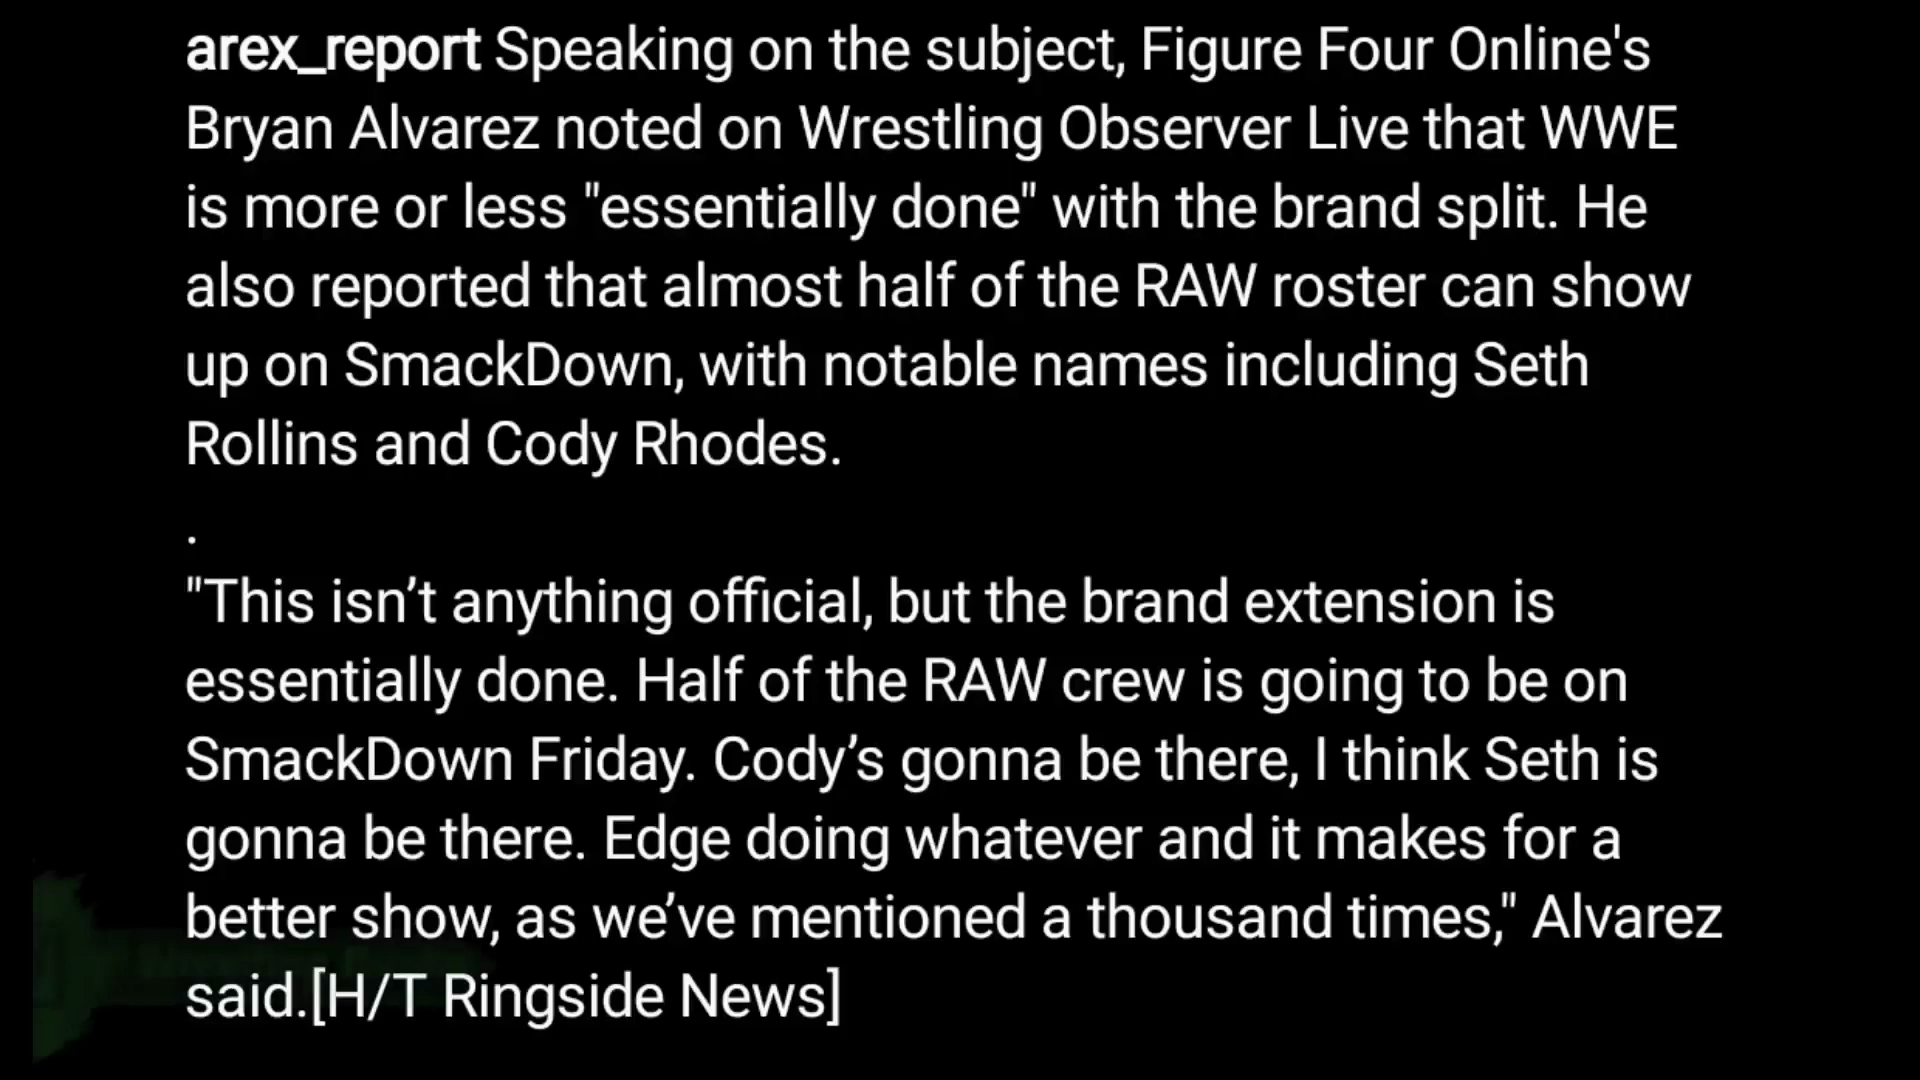 arex_report Speaking on the subject, Figure Four Online's
Bryan Alvarez noted on Wrestling Observer Live that WWE
is more or less "essentially done" with the brand split. He
also reported that almost half of the RAW roster can show
up on SmackDown, with notable names including Seth
Rollins and Cody Rhodes.
.
"This isn’t anything official, but the brand extension is
essentially done. Half of the RAW crew is going to be on
SmackDown Friday. Cody’s gonna be there, I think Seth is
gonna be there. Edge doing whatever and it makes for a
better show, as we’ve mentioned a thousand times," Alvarez
said.[H/T Ringside News]